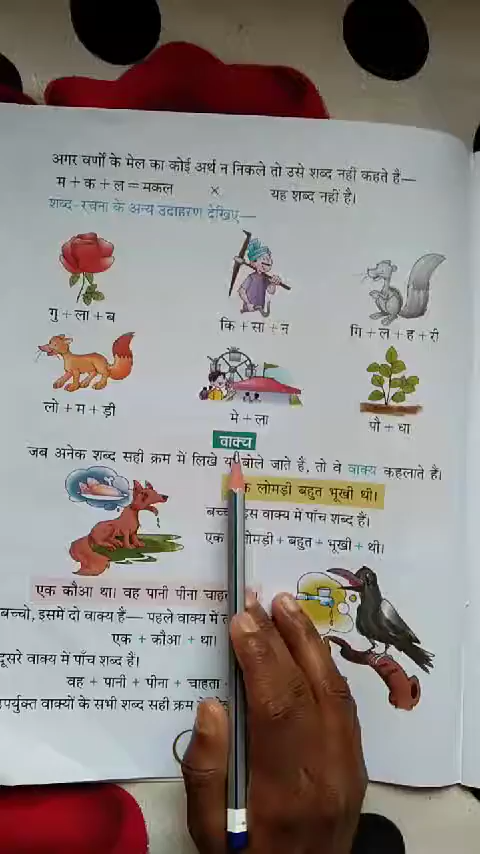 अगर वर्णों के मेल का कोई अर्थ न निकले तो उसे शब्द नहीं कहते है—
म + क + ल = मकल × यह शब्द नहीं है।
शब्द-रचना के अन्य उदाहरण देखिए—
गु + ला + ब कि + सा + न गि + ल + ह + री
लो + म + ड़ी मे + ला पौ + धा
वाक्य
जब अनेक शब्द सही क्रम में लिखे या बोले जाते हैं, तो वे वाक्य कहलाते हैं।
लोमड़ी बहुत भूखी थी।
इस वाक्य में पाँच शब्द हैं।
एक + बहुत + भूखी + थी।
एक कौआ था। वह पानी पीना
बच्चो, इसमें दो वाक्य है— पहले वाक्य में
एक + कौआ + था।
दूसरे वाक्य में पाँच शब्द हैं।
वह + पानी + पीना + चाहता
उपर्युक्त वाक्यों के सभी शब्द सही क्रम